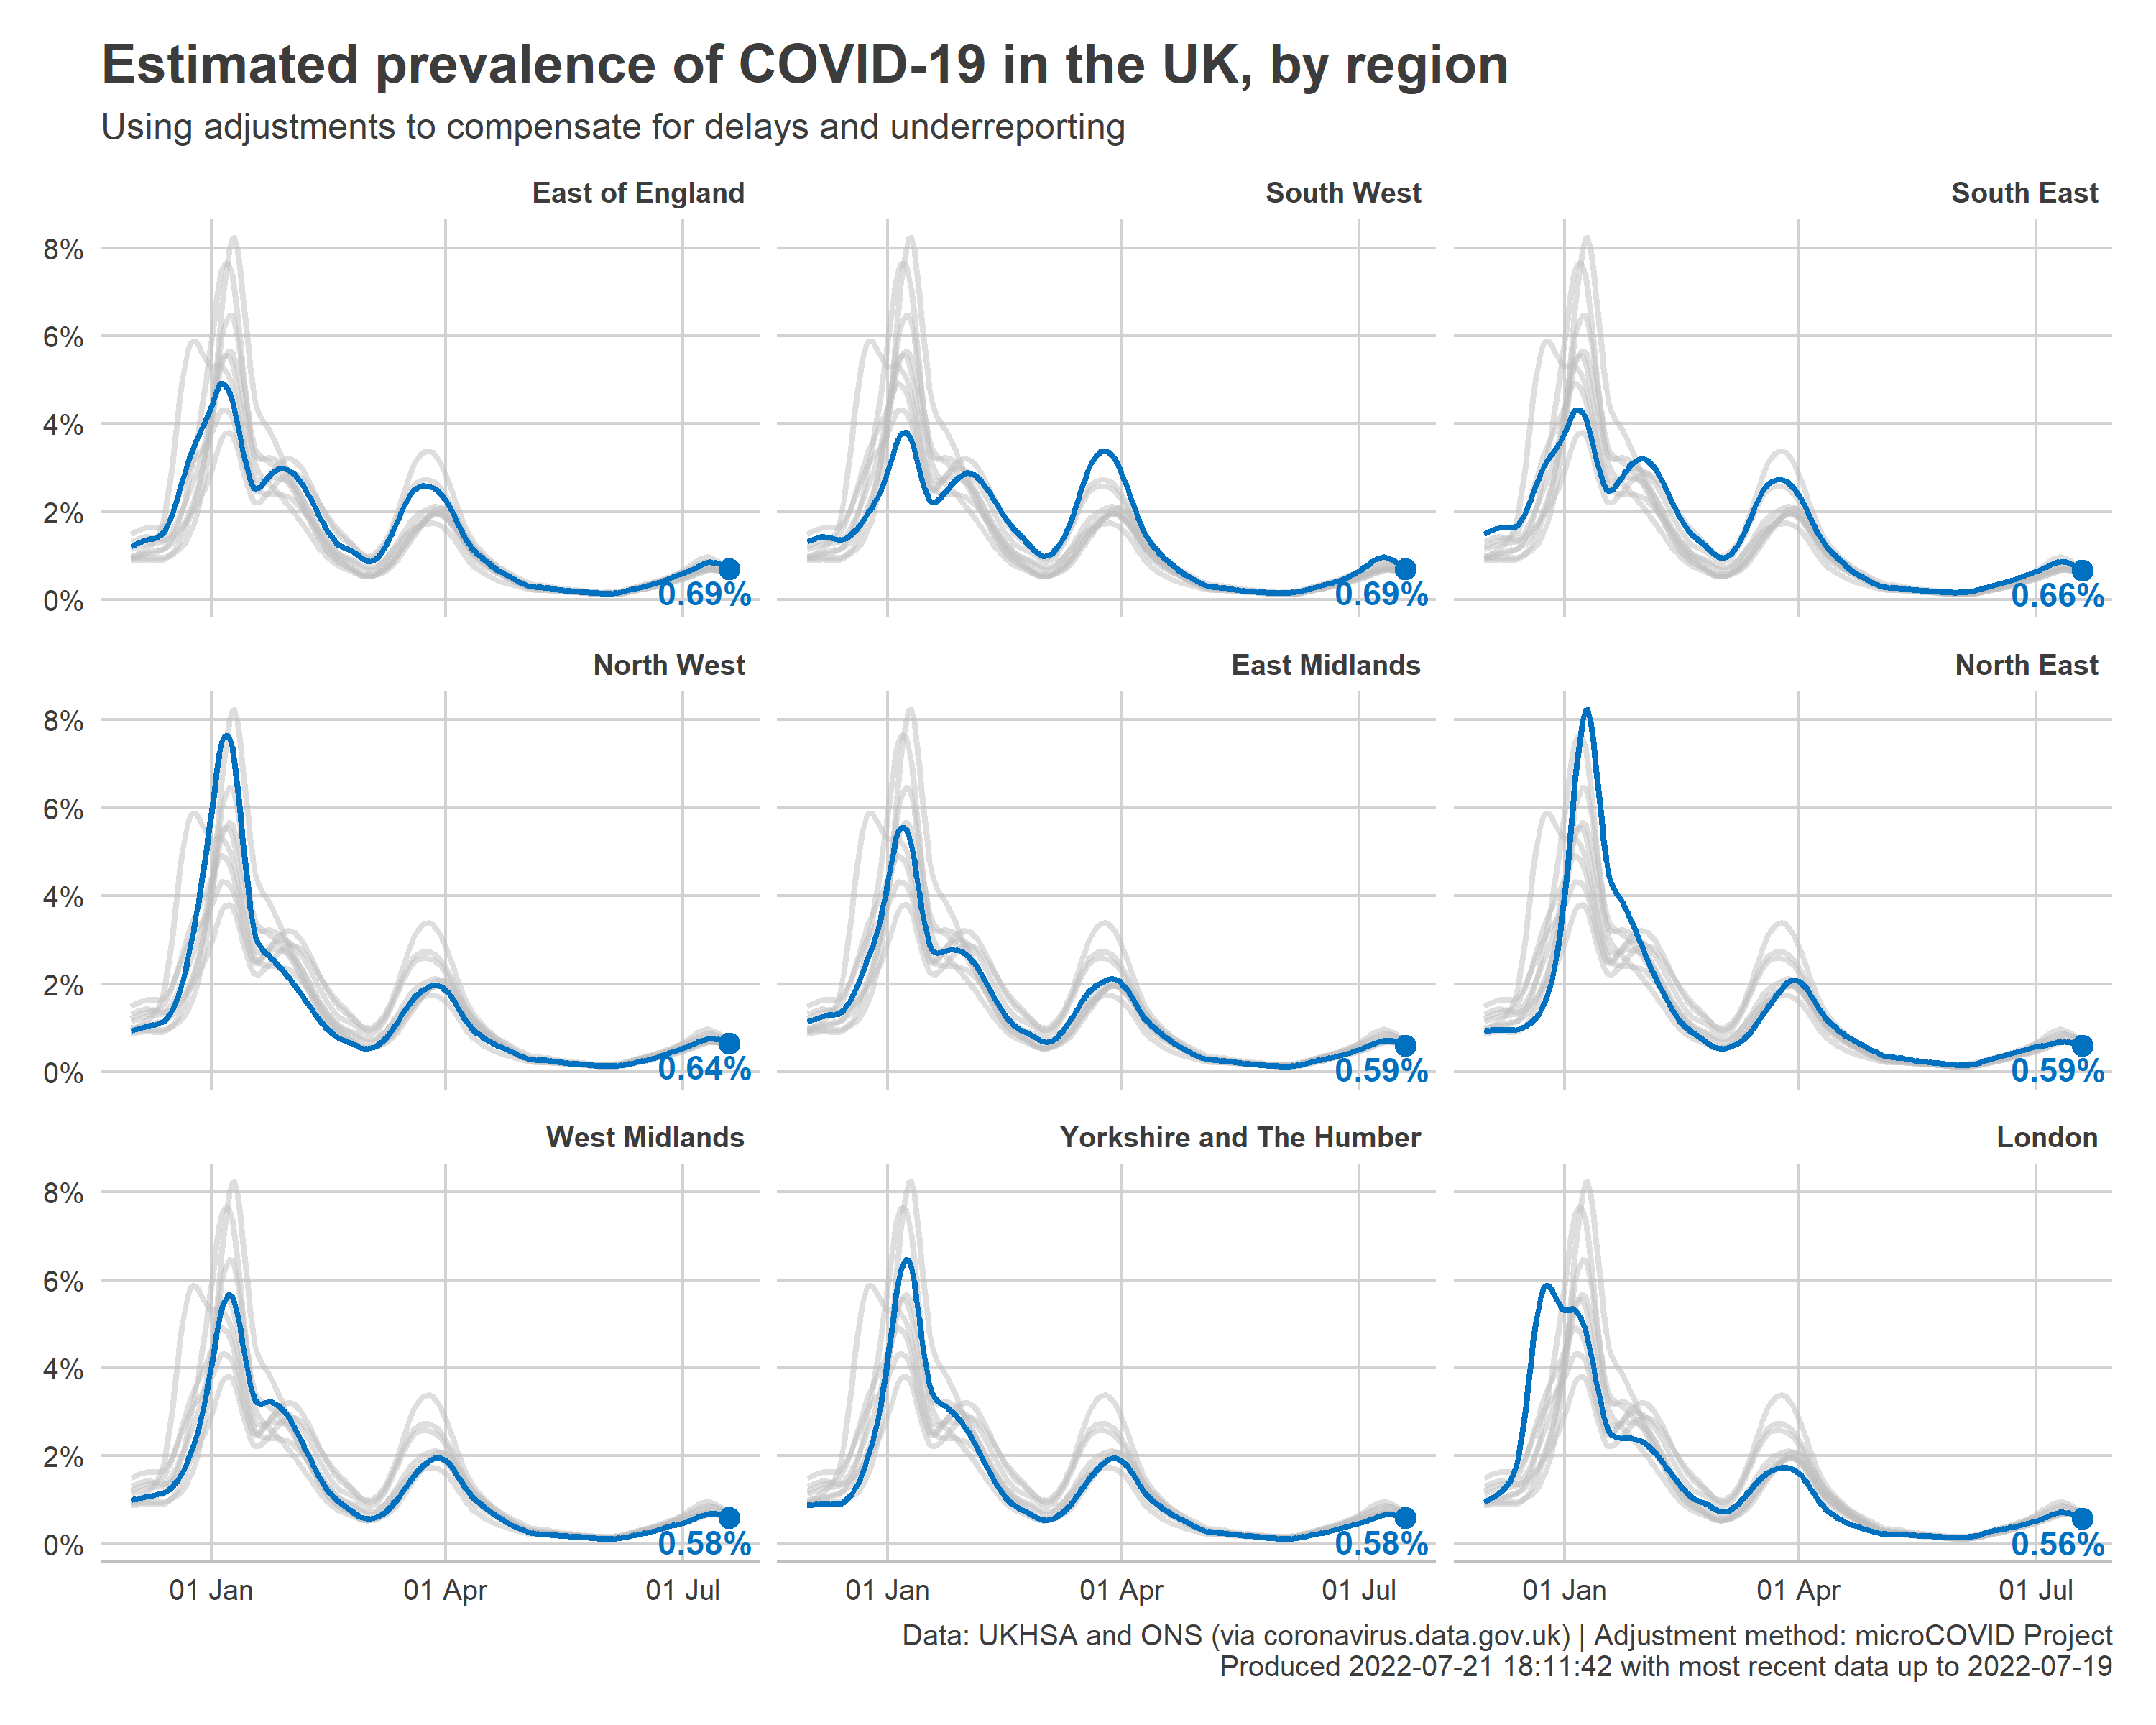 Estimated prevalence of COVID-19 in the UK, by region
Using adjustments to compensate for delays and underreporting
East of England
South West
South East
8%
6%
4%
2%
0%
0.69%
0.69%
0.66%
North West
East Midlands
North East
8%
6%
4%
2%
0%
0.64%
0.59%
0.59%
West Midlands
Yorkshire and The Humber
London
8%
6%
4%
2%
0%
0.58%
0.58%
0.56%
01 Jan 01 Apr 01 Jul
01 Jan 01 Apr 01 Jul
01 Jan 01 Apr 01 Jul
Data: UKHSA and ONS (via coronavirus.data.gov.uk) | Adjustment method: microCOVID Project
Produced 2022-07-21 18:11:42 with most recent data up to 2022-07-19